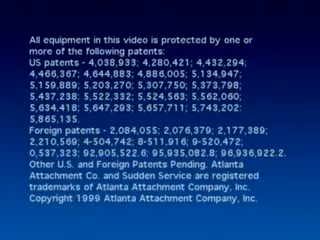 All equipment in this video is protected by one or
more of the following patents:
US patents - 4,038,933; 4,280,421; 4,432,294;
4,466,367; 4,644,883; 4,886,005; 5,134,947;
5,159,889; 5,203,270; 5,307,750; 5,373,798;
5,437,238; 5,522,332; 5,524,563; 5,562,060;
5,634,418; 5,647,293; 5,657,711; 5,743,202:
5,865,135.
Foreign patents - 2,084,055; 2,076,379; 2,177,389;
2,210,569; 4-504,742; 8-511,916; 9-520,472;
0,537,323; 92,905,522.6; 95,935,082.8; 96,936,922.2.
Other U.S. and Foreign Patents Pending. Atlanta
Attachment Co. and Sudden Service are registered
trademarks of Atlanta Attachment Company, Inc.
Copyright 1999 Atlanta Attachment Company, Inc.